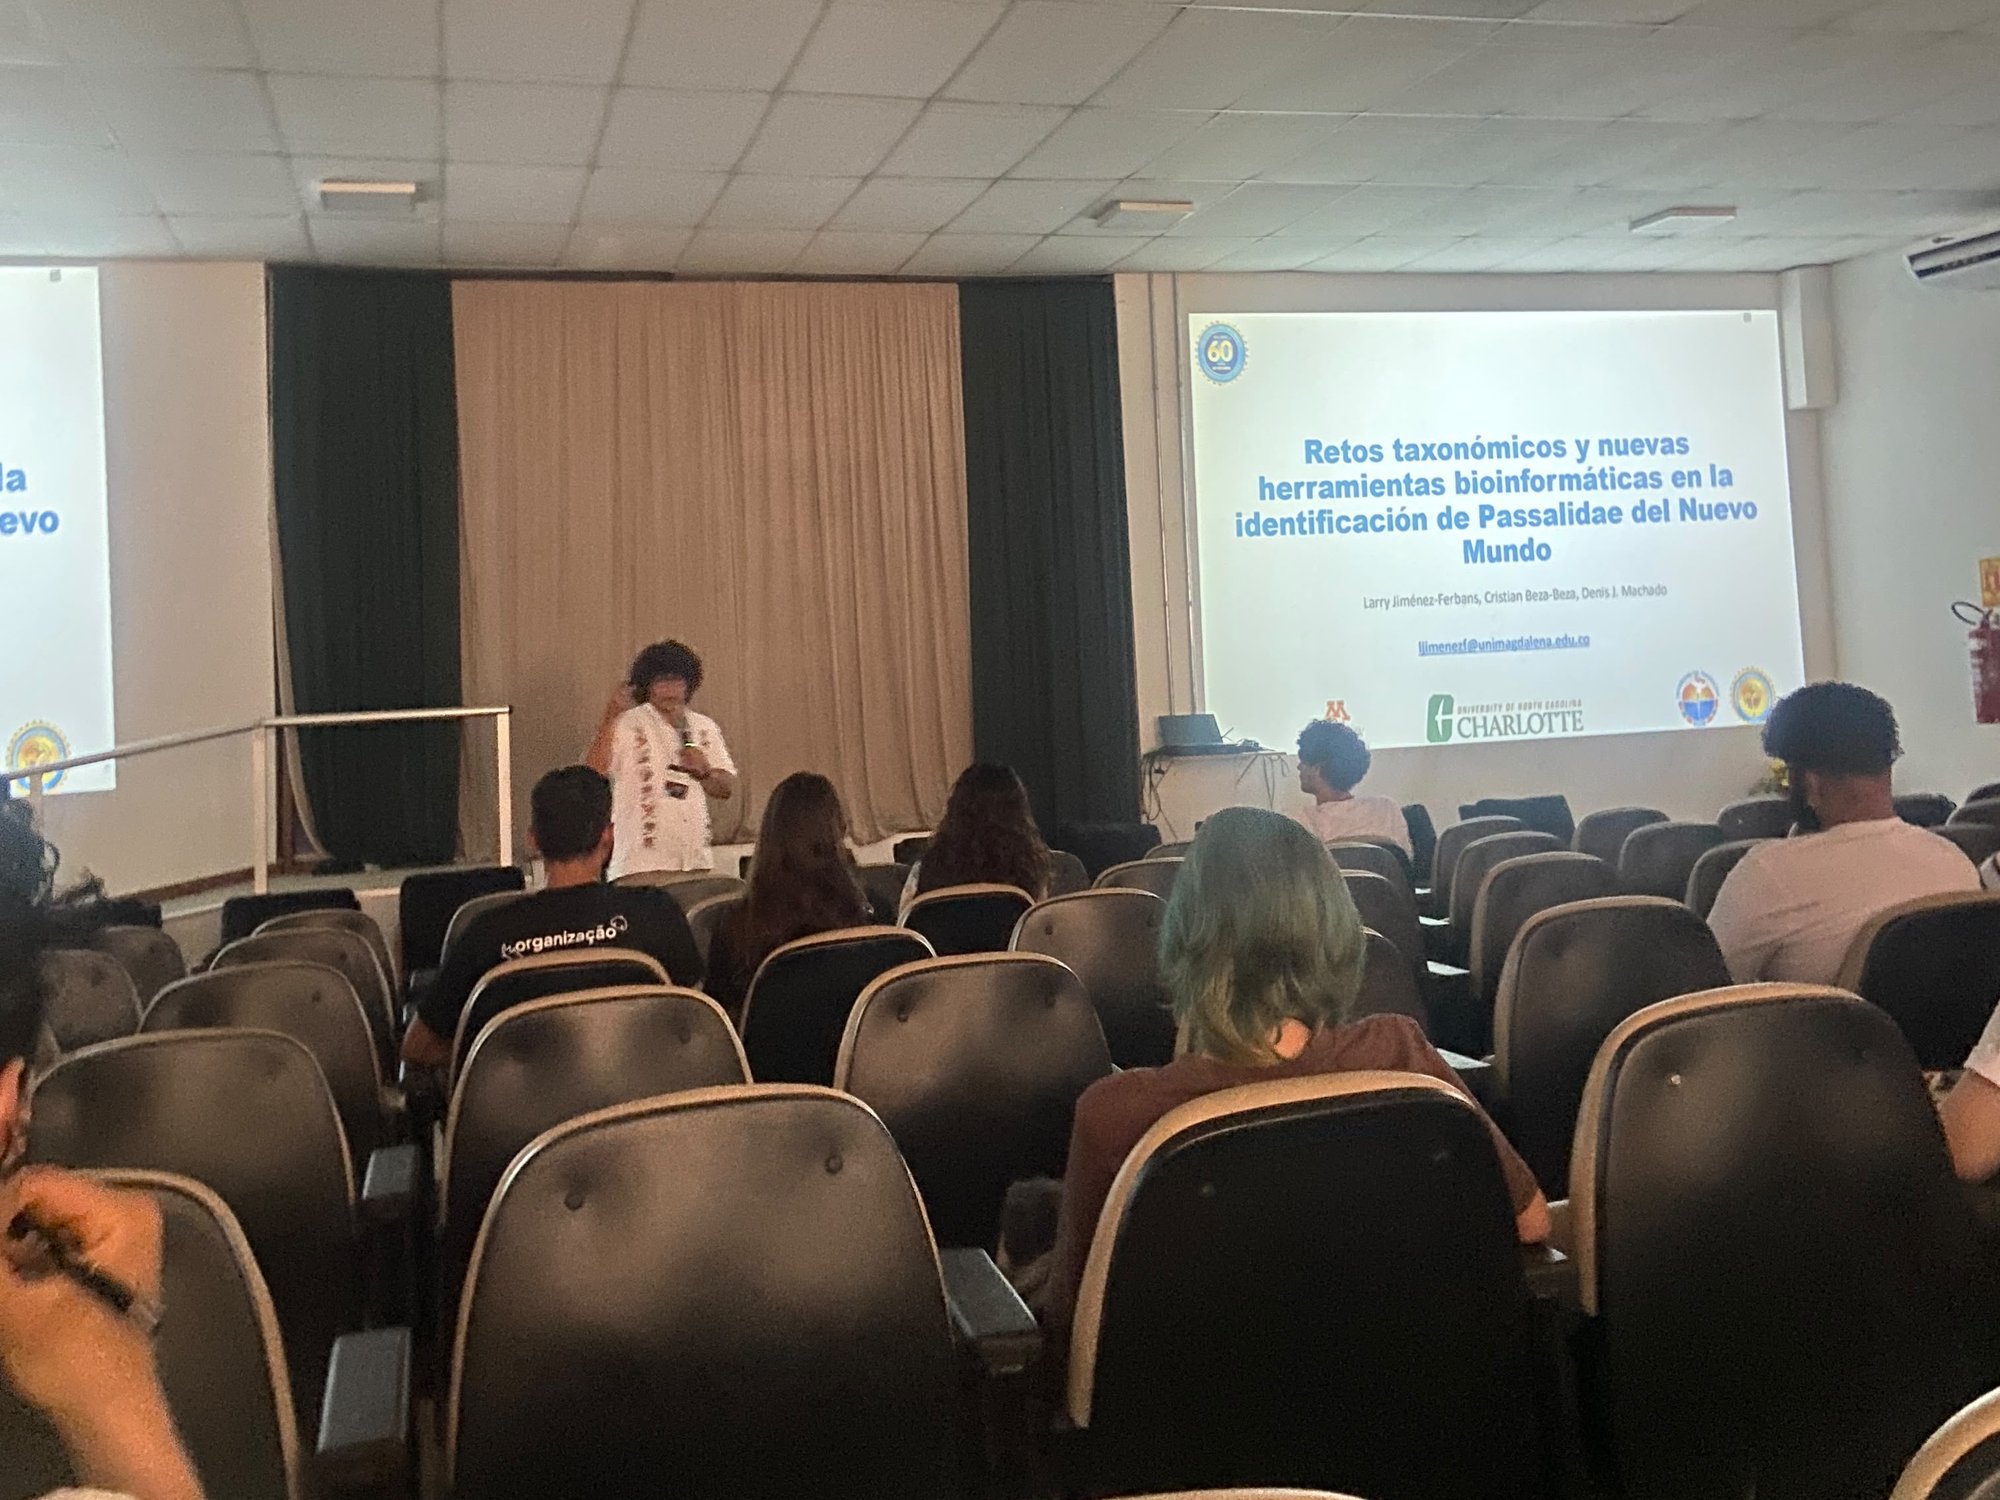 la
evo
60
Retos taxonómicos y nuevas
herramientas bioinformáticas en la
identificación de Passalidae del Nuevo
Mundo
Larry Jiménez-Ferbans, Cristian Beza-Beza, Denis J. Machado
ljimenezf@unimagdalena.edu.co
M
UNIVERSITY OF NORTH CAROLINA
CHARLOTTE
organização